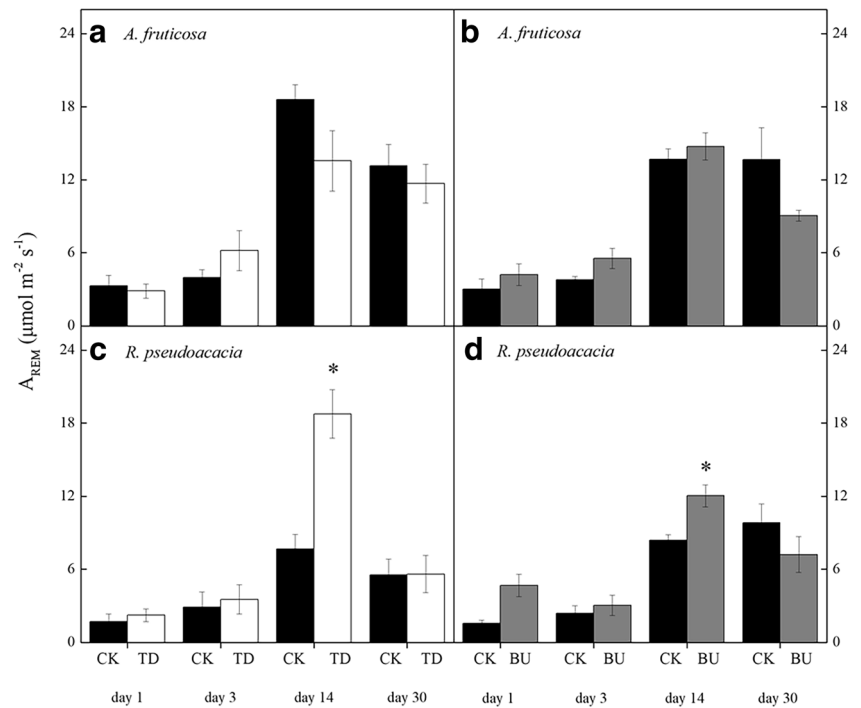 a A. fruticosa b A. fruticosa
24 24
18 18
12 12
6 6
0 0
c R. pseudoacacia d R. pseudoacacia
24 24
*
18 18
*
12 12
6 6
0 0
A_REM (μmol m⁻² s⁻¹)
CK TD CK TD CK TD CK TD CK BU CK BU CK BU CK BU
day 1 day 3 day 14 day 30 day 1 day 3 day 14 day 30